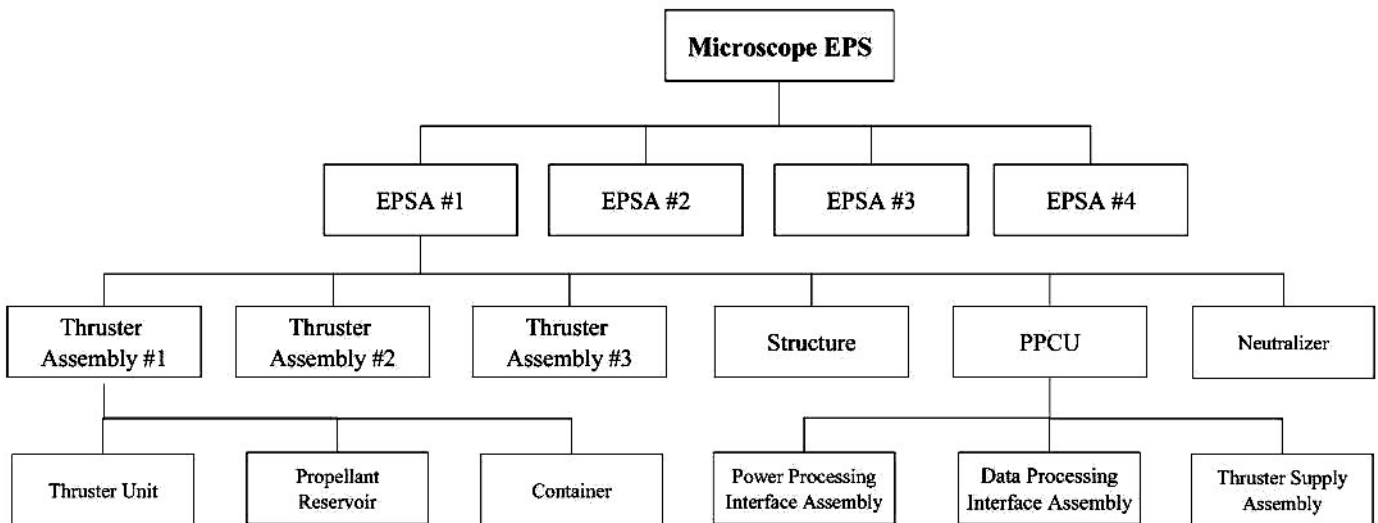 Microscope EPS
EPSA #1
EPSA #2
EPSA #3
EPSA #4
Thruster
Assembly #1
Thruster
Assembly #2
Thruster
Assembly #3
Structure
PPCU
Neutralizer
Thruster Unit
Propellant
Reservoir
Container
Power Processing
Interface Assembly
Data Processing
Interface Assembly
Thruster Supply
Assembly